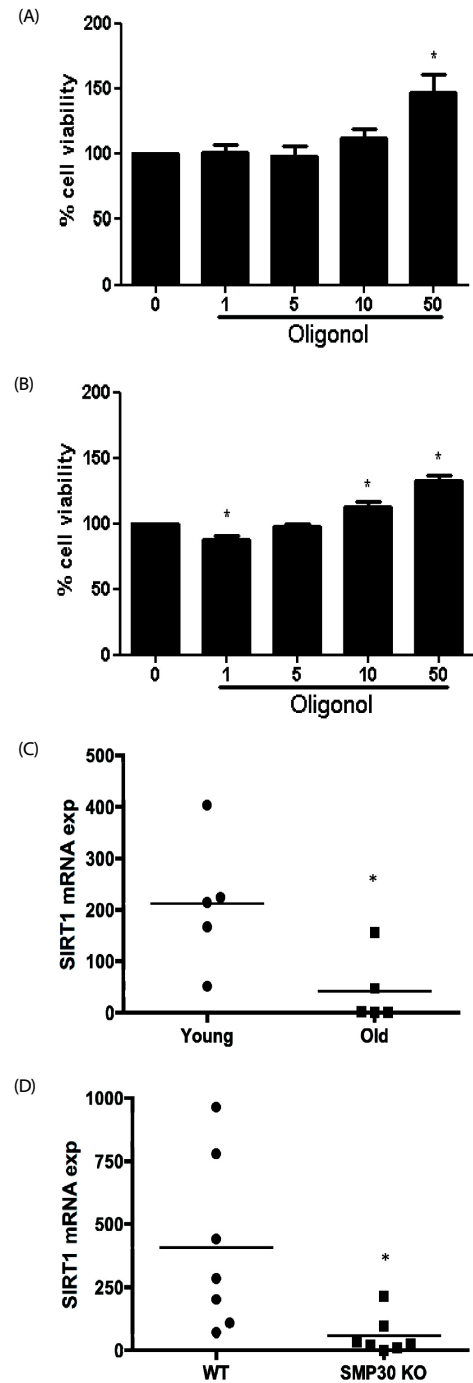 (A)
200
150
100
50
0
% cell viability
*
0 1 5 10 50
Oligonol
(B)
200
150
100
50
0
% cell viability
* * *
0 1 5 10 50
Oligonol
(C)
500
400
300
200
100
0
SIRT1 mRNA exp
*
Young Old
(D)
1000
750
500
250
0
SIRT1 mRNA exp
*
WT SMP30 KO